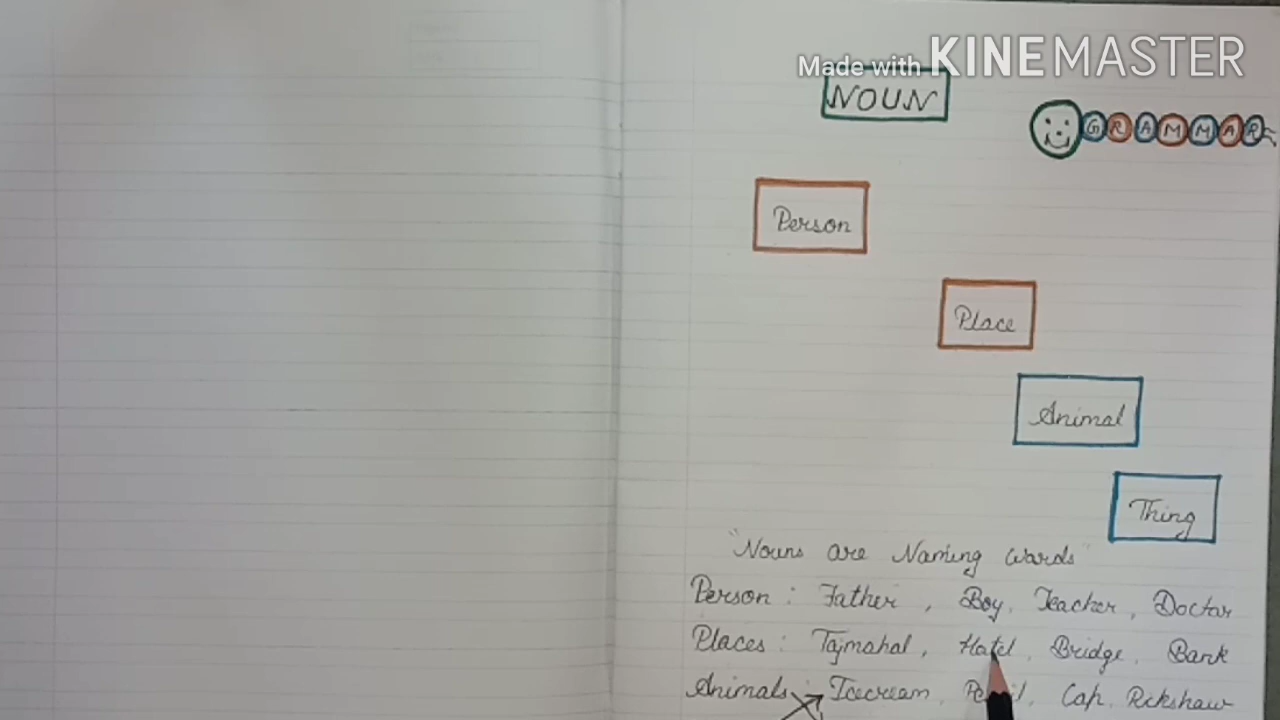 Made with KINEMASTER
NOUN
GRAMMAR
Person
Place
Animal
Thing
"Nouns are Naming words"
Person : Father , Boy, Teacher, Doctor
Places : Tajmahal , Hotel, Bridge, Bank
Animals : Icecream , Pencil, Cap, Rickshaw